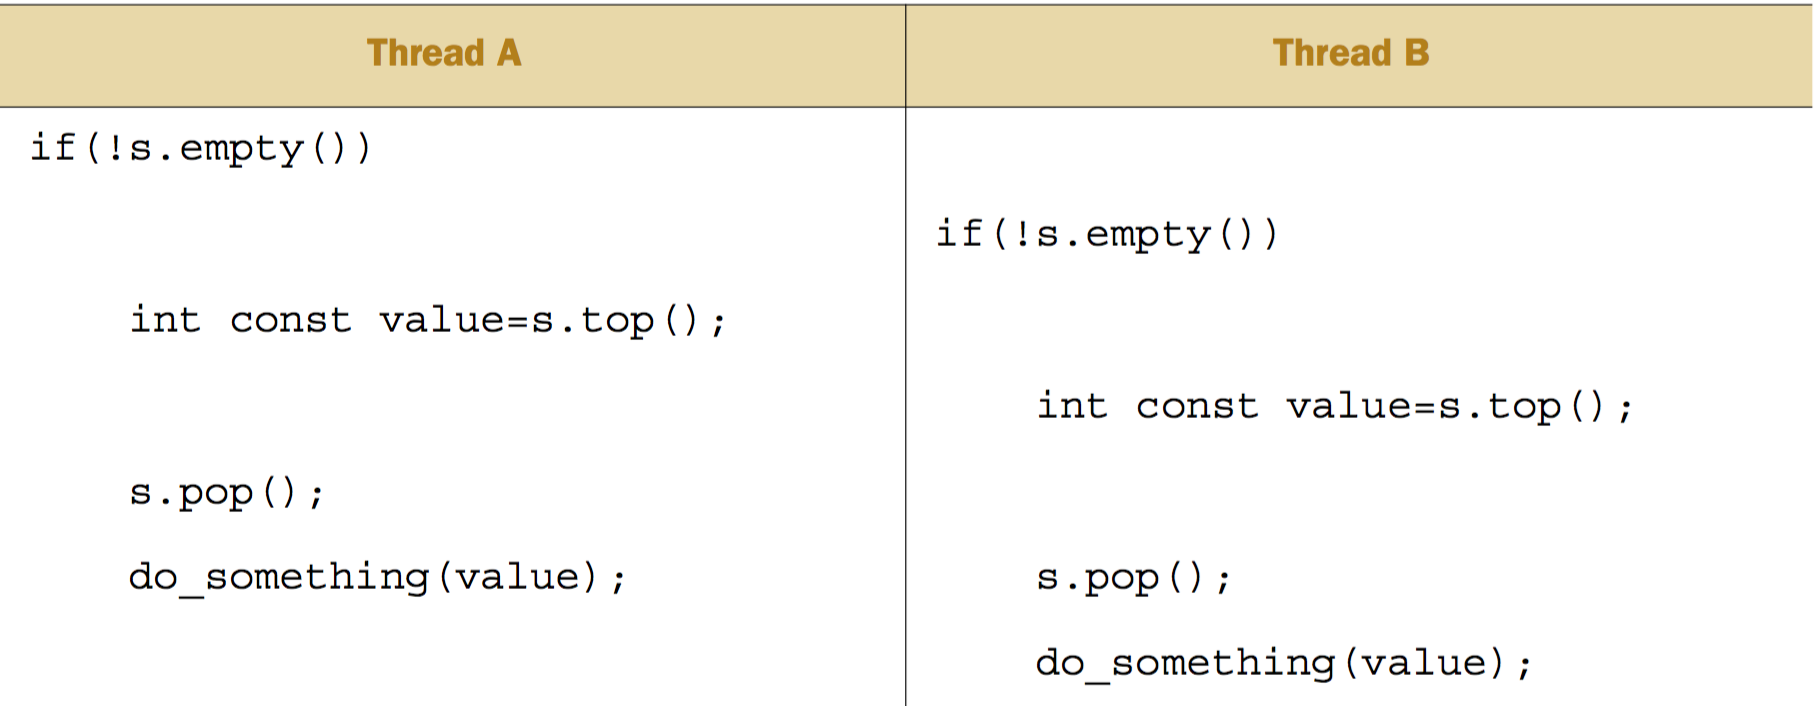 Thread A
Thread B
if(!s.empty())
if(!s.empty())
int const value=s.top();
int const value=s.top();
s.pop();
do_something(value);
s.pop();
do_something(value);